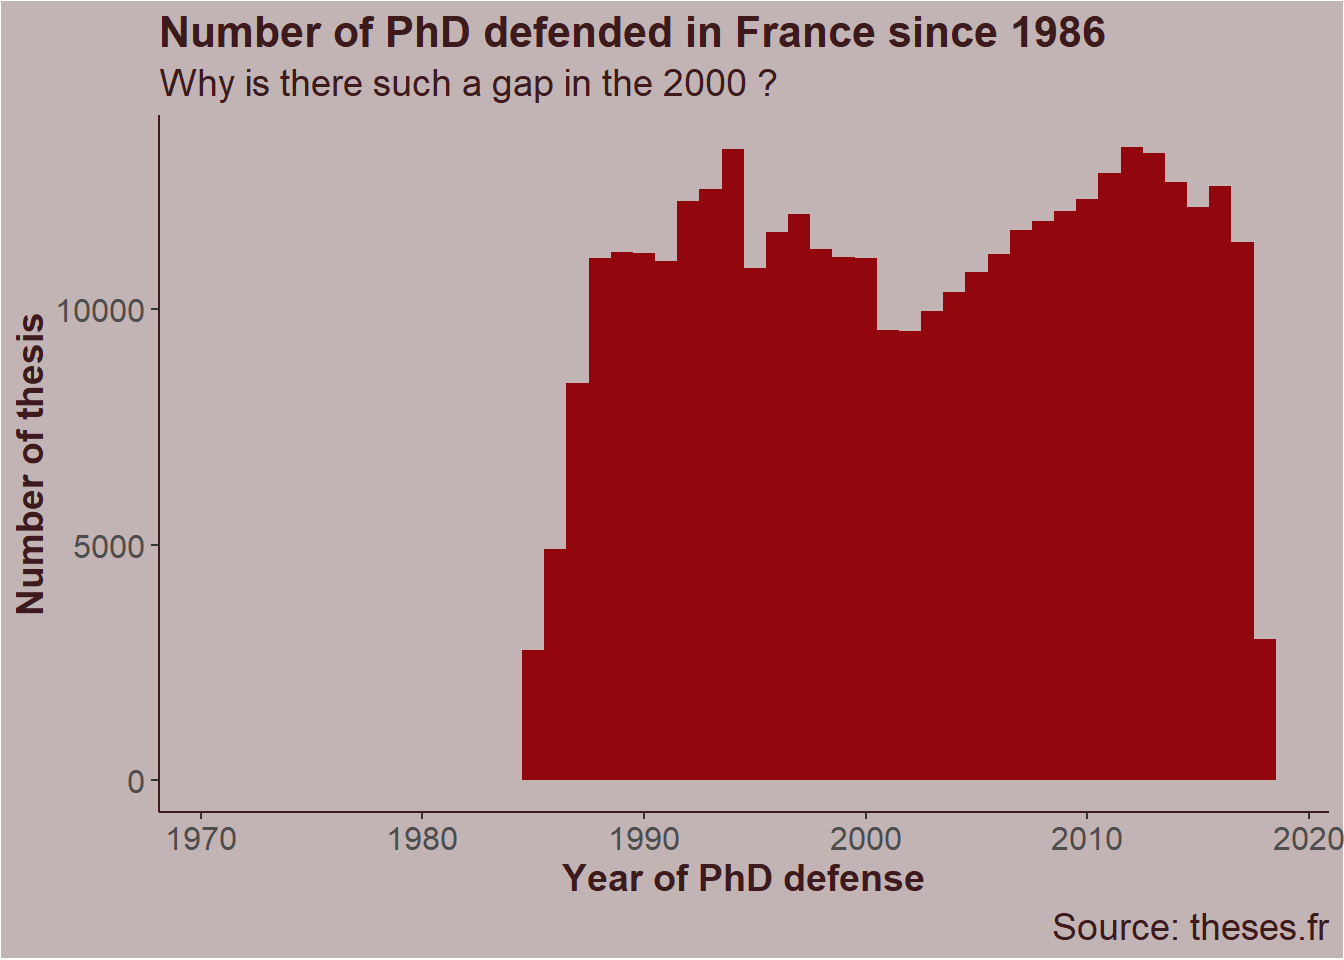 Number of PhD defended in France since 1986
Why is there such a gap in the 2000 ?
Number of thesis
10000
5000
0
1970 1980 1990 2000 2010 2020
Year of PhD defense
Source: theses.fr